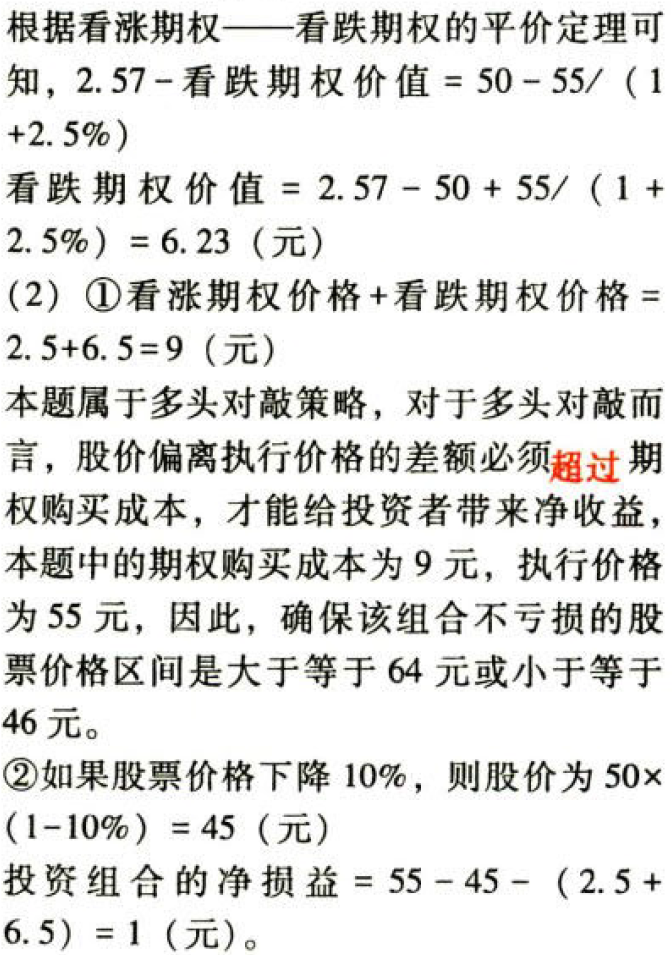 根据看涨期权——看跌期权的平价定理可
知，2.57-看跌期权价值=50-55/（1
+2.5%）
看跌期权价值=2.57-50+55/（1+
2.5%）=6.23（元）
（2）①看涨期权价格+看跌期权价格=
2.5+6.5=9（元）
本题属于多头对敲策略，对于多头对敲而
言，股价偏离执行价格的差额必须超过期
权购买成本，才能给投资者带来净收益，
本题中的期权购买成本为9元，执行价格
为55元，因此，确保该组合不亏损的股
票价格区间是大于等于64元或小于等于
46元。
②如果股票价格下降10%，则股价为50×
（1-10%）=45（元）
投资组合的净损益=55-45-（2.5+
6.5）=1（元）。